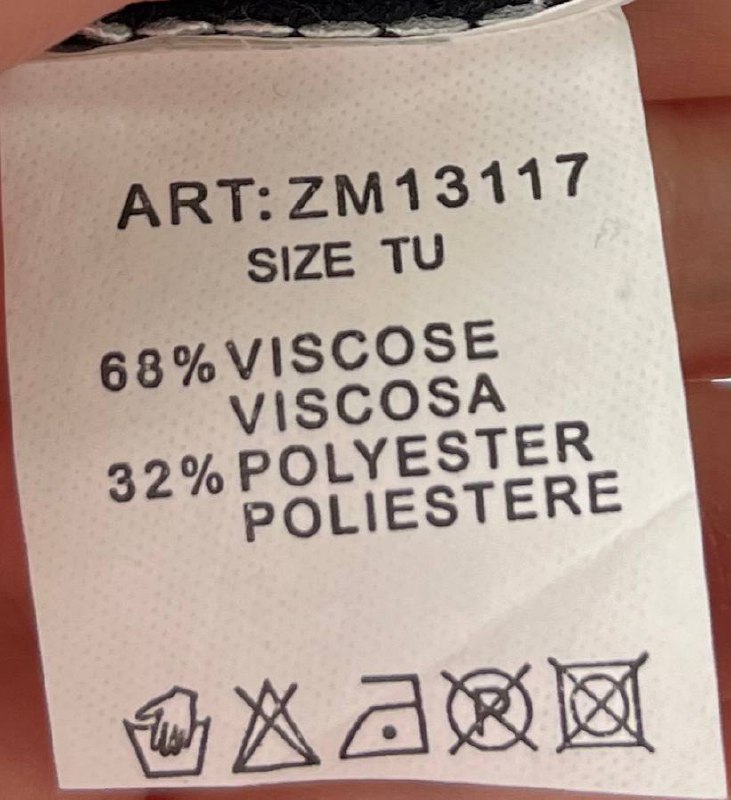 ART: ZM13117
SIZE TU
68% VISCOSE
VISCOSA
32% POLYESTER
POLIESTERE
P